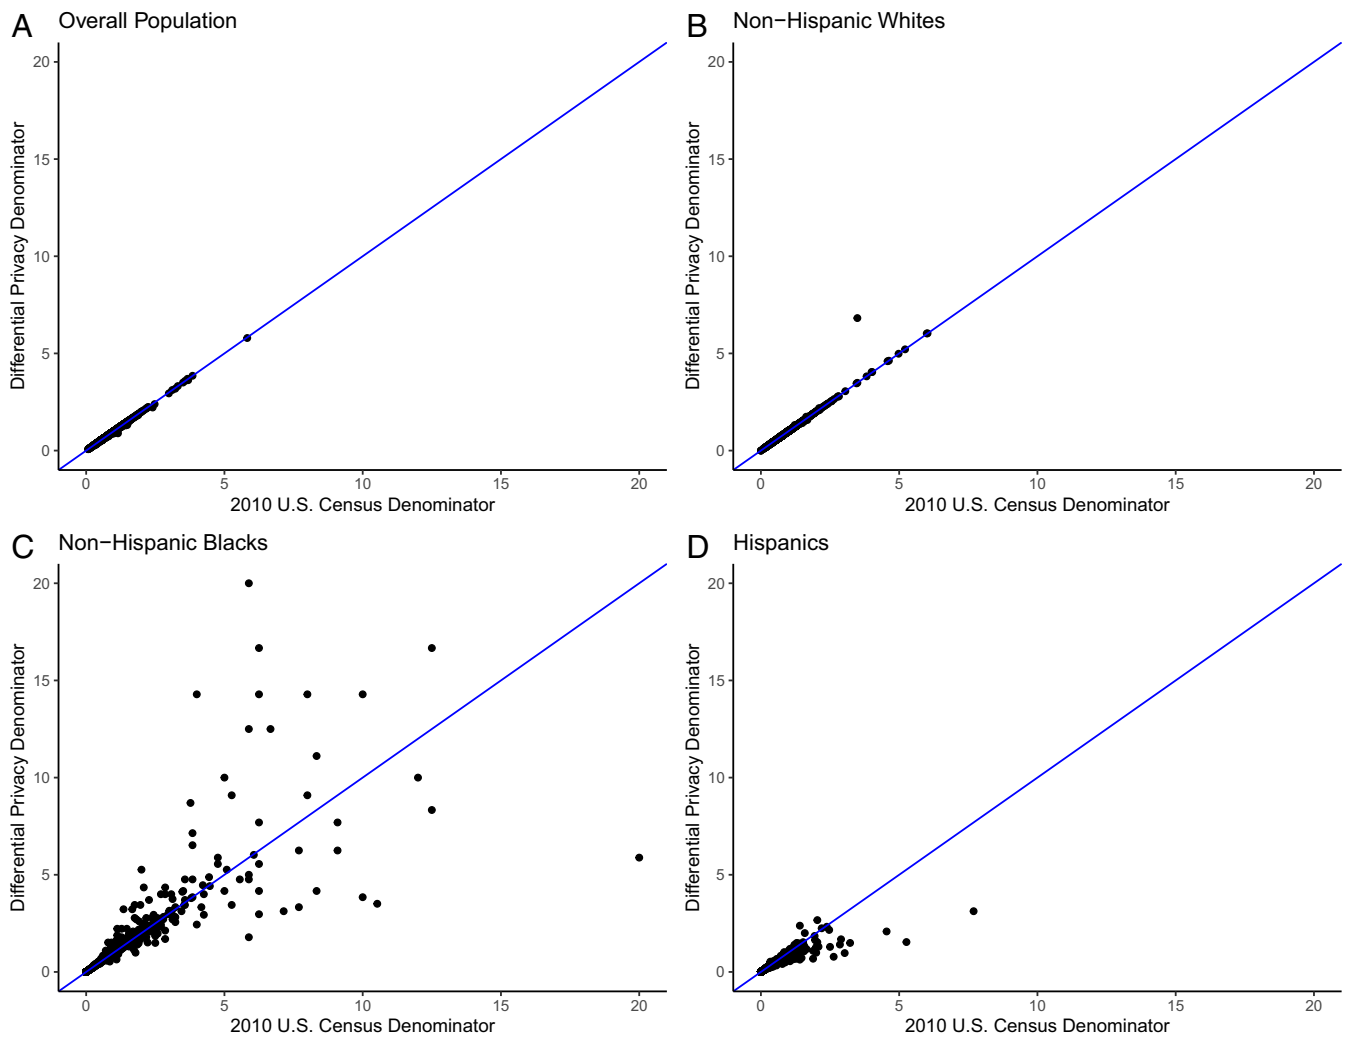 A Overall Population
20
15
10
5
0
Differential Privacy Denominator
0 5 10 15 20
2010 U.S. Census Denominator
B Non−Hispanic Whites
20
15
10
5
0
Differential Privacy Denominator
0 5 10 15 20
2010 U.S. Census Denominator
C Non−Hispanic Blacks
20
15
10
5
0
Differential Privacy Denominator
0 5 10 15 20
2010 U.S. Census Denominator
D Hispanics
20
15
10
5
0
Differential Privacy Denominator
0 5 10 15 20
2010 U.S. Census Denominator